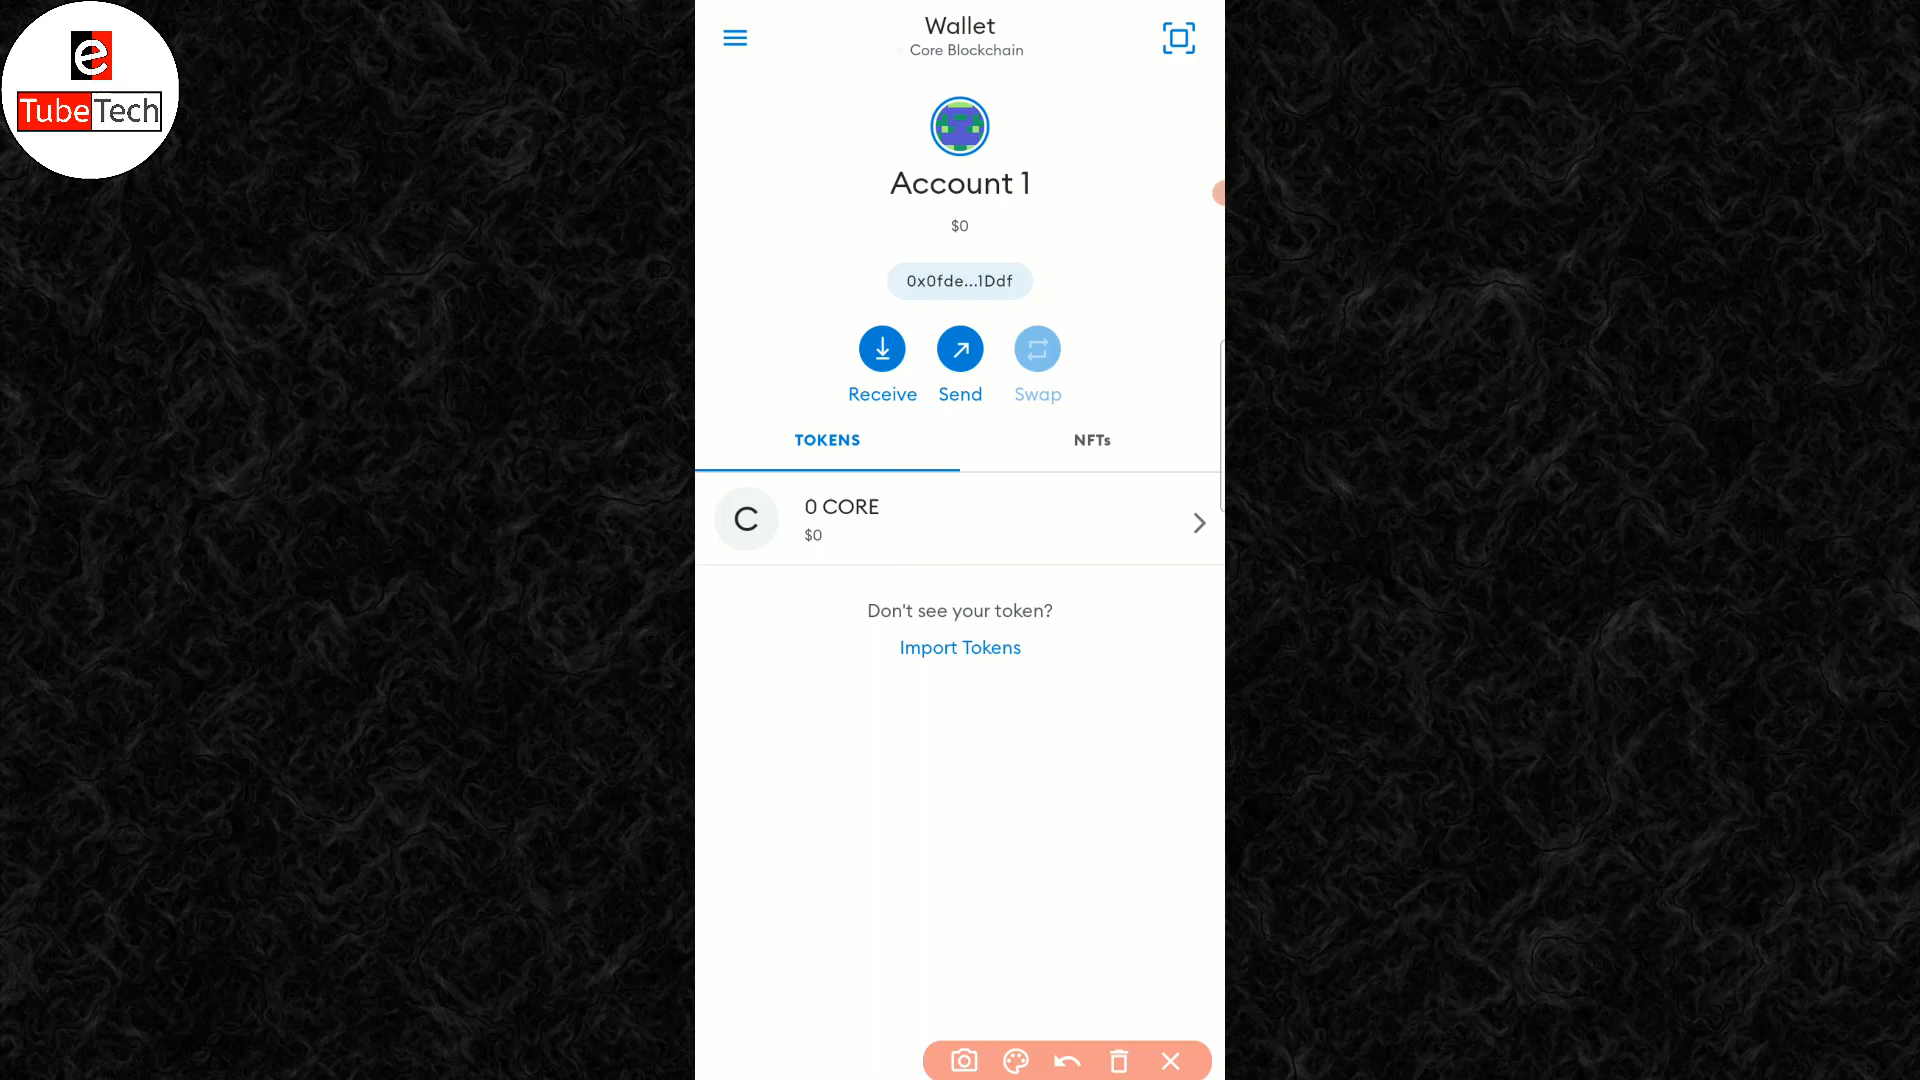 e
TubeTech
Wallet
Core Blockchain
Account 1
$0
0x0fde...1Ddf
Receive
Send
Swap
TOKENS
NFTs
C
0 CORE
$0
Don't see your token?
Import Tokens